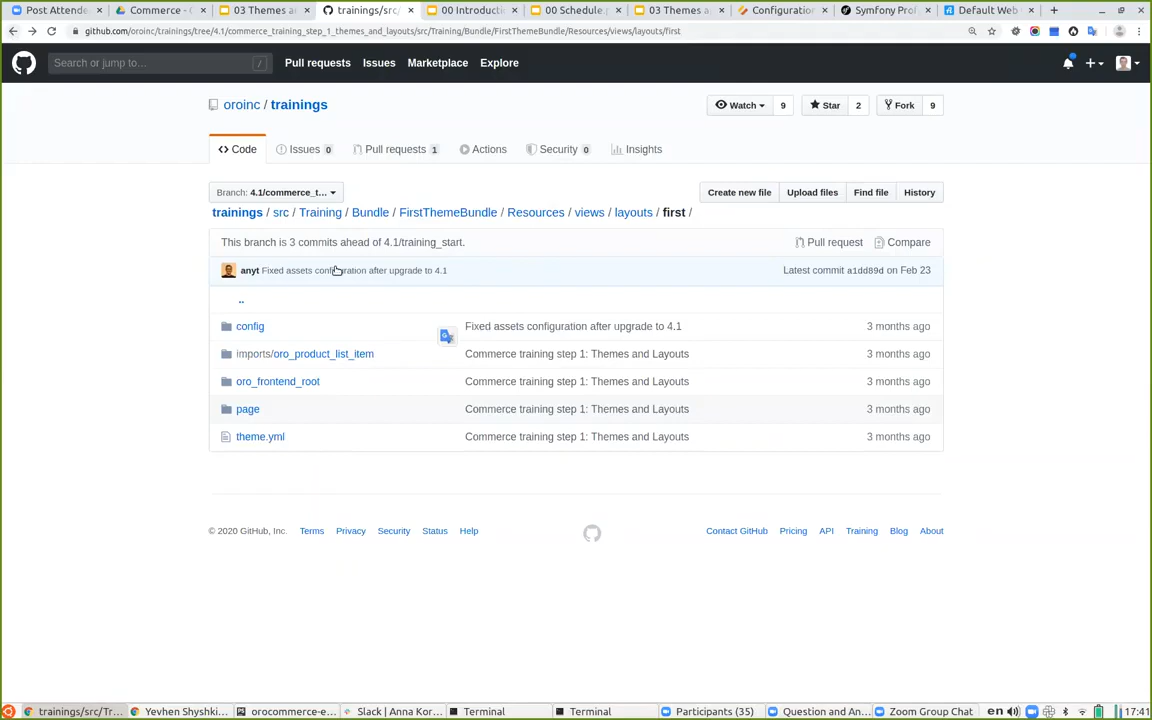 Post Attende × Commerce - × 03 Themes a × trainings/src/ × 00 Introducti × 00 Schedule.p × 03 Themes a × Configuration × Symfony Pro × Default Web ×
github.com/oroinc/trainings/tree/4.1/commerce_training_step_1_themes_and_layouts/src/Training/Bundle/FirstThemeBundle/Resources/views/layouts/first
Search or jump to... / Pull requests Issues Marketplace Explore
oroinc / trainings Watch 9 Star 2 Fork 9
<> Code Issues 0 Pull requests 1 Actions Security 0 Insights
Branch: 4.1/commerce_t... Create new file Upload files Find file History
trainings / src / Training / Bundle / FirstThemeBundle / Resources / views / layouts / first /
This branch is 3 commits ahead of 4.1/training_start. Pull request Compare
anyt Fixed assets configuration after upgrade to 4.1 Latest commit a1dd89d on Feb 23
..
config Fixed assets configuration after upgrade to 4.1 3 months ago
imports/oro_product_list_item Commerce training step 1: Themes and Layouts 3 months ago
oro_frontend_root Commerce training step 1: Themes and Layouts 3 months ago
page Commerce training step 1: Themes and Layouts 3 months ago
theme.yml Commerce training step 1: Themes and Layouts 3 months ago
© 2020 GitHub, Inc. Terms Privacy Security Status Help Contact GitHub Pricing API Training Blog About
trainings/src/Tr... Yevhen Shyshki... orocommerce-e... Slack | Anna Kor... Terminal Terminal Participants (35) Question and An... Zoom Group Chat en 17:41